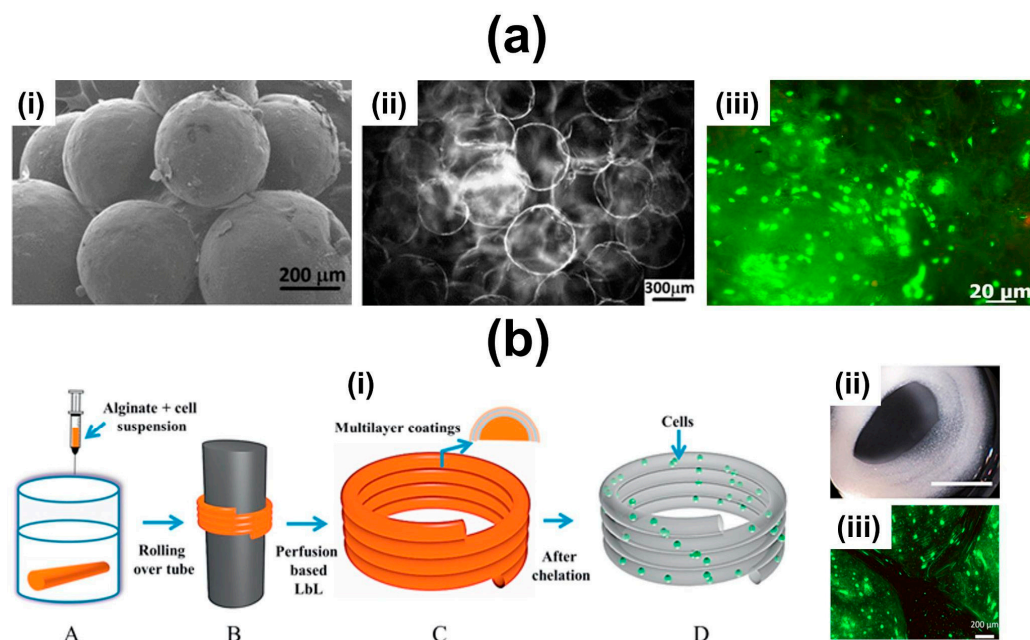 (a)
(i)
(ii)
(iii)
200 μm
300μm
20 μm
(b)
(i)
(ii)
(iii)
Alginate + cell
suspension
Multilayer coatings
Cells
Rolling
over tube
Perfusion
based
LbL
After
chelation
200 μm
A
B
C
D